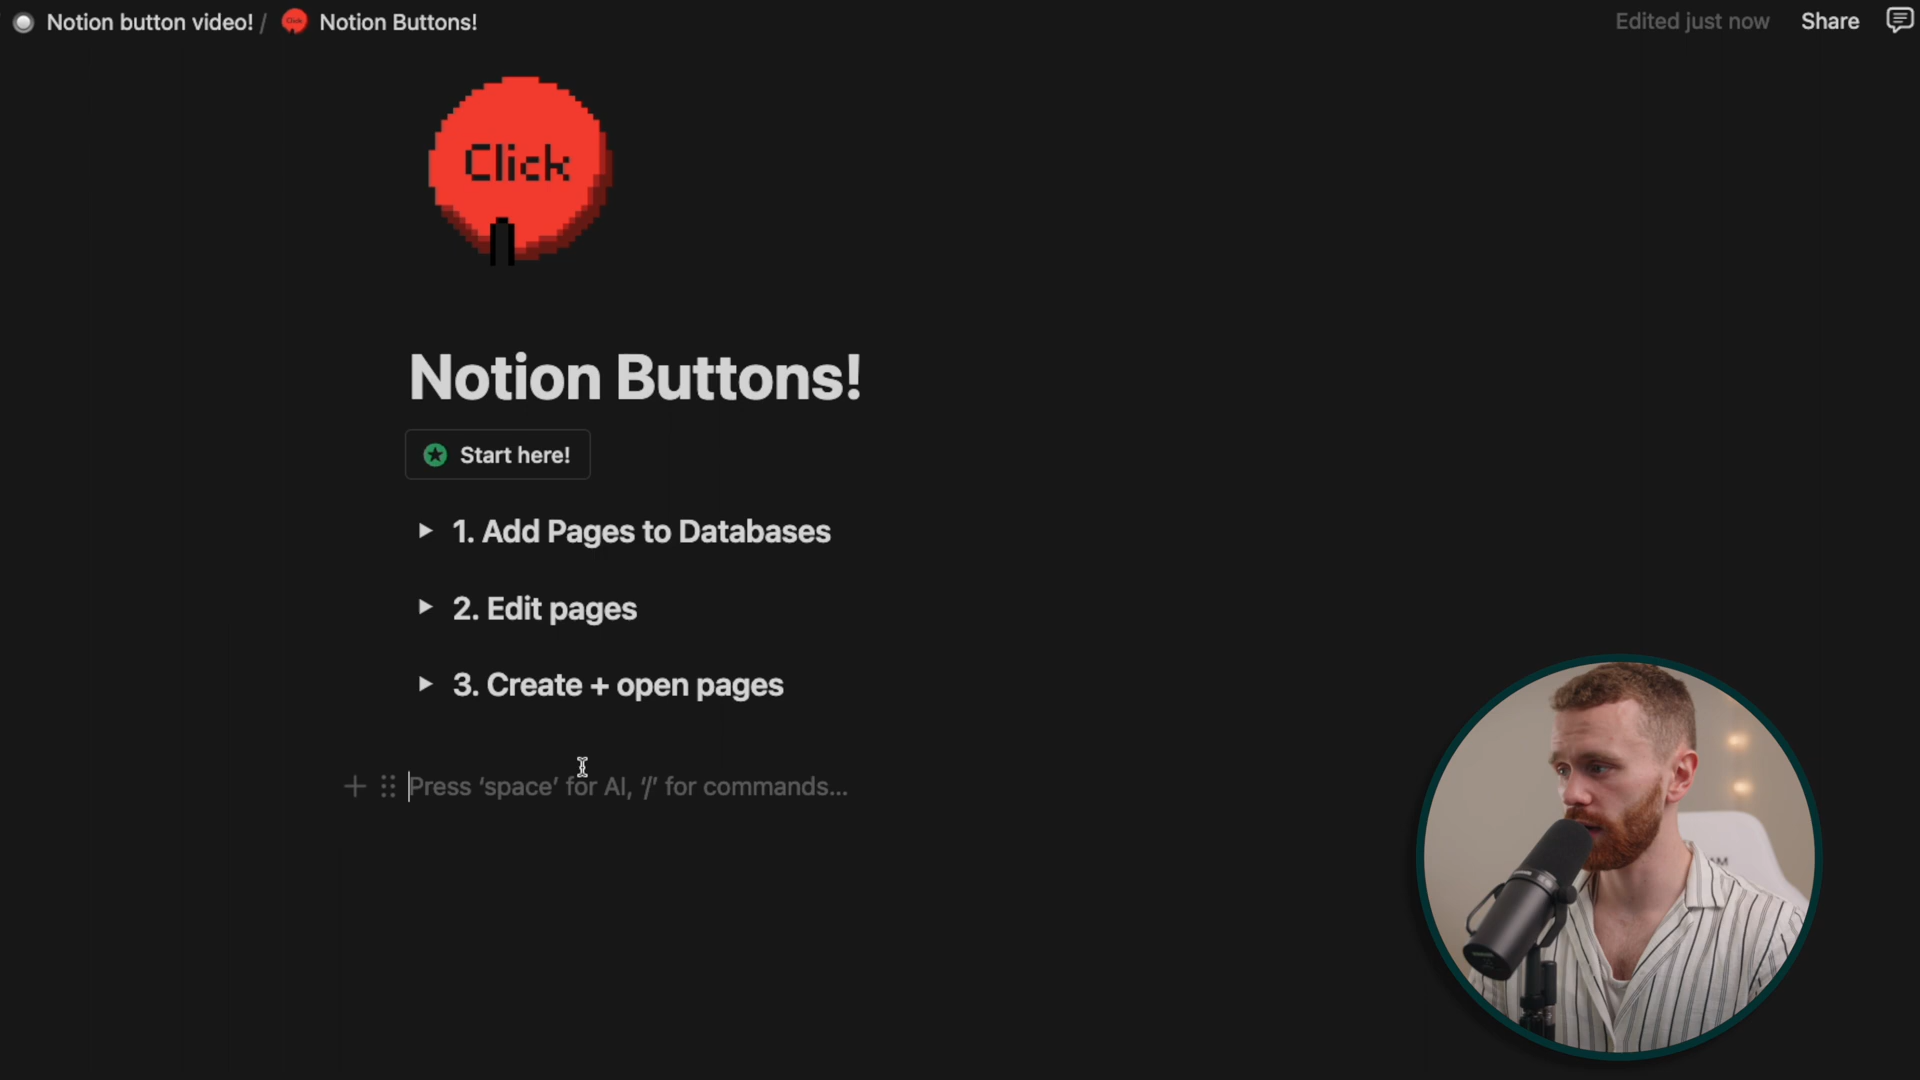 Notion button video! / Notion Buttons!
Edited just now
Share
Click
Notion Buttons!
Start here!
1. Add Pages to Databases
2. Edit pages
3. Create + open pages
Press ‘space’ for AI, ‘/’ for commands...